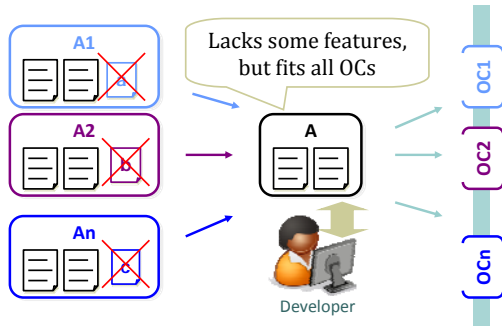 A1
a
A2
b
An
c
Lacks some features,
but fits all OCs
A
Developer
OC1
OC2
OCn